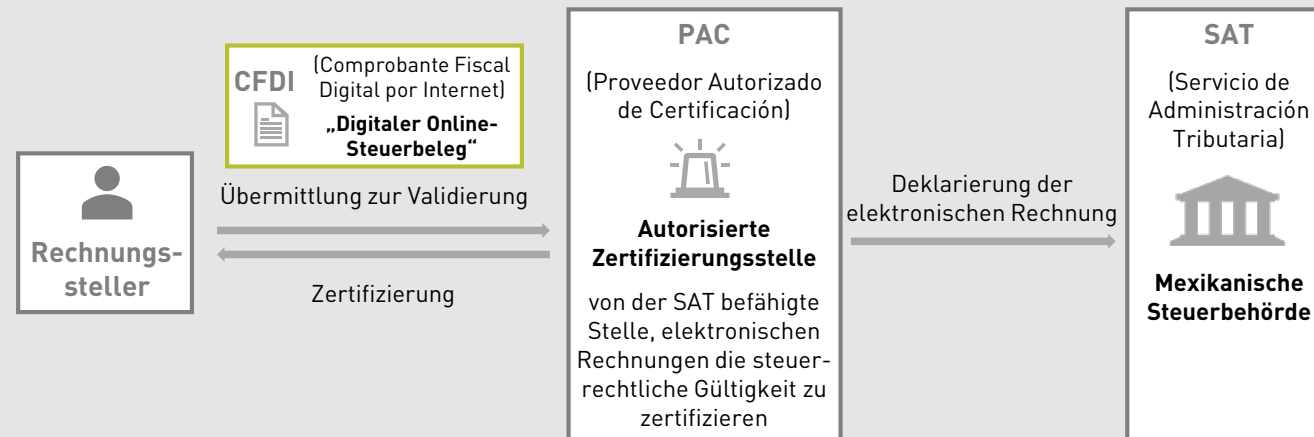 Rechnungs-
steller
CFDI
(Comprobante Fiscal
Digital por Internet)
„Digitaler Online-
Steuerbeleg“
Übermittlung zur Validierung
Zertifizierung
PAC
(Proveedor Autorizado
de Certificación)
Autorisierte
Zertifizierungsstelle
von der SAT befähigte
Stelle, elektronischen
Rechnungen die steuer-
rechtliche Gültigkeit zu
zertifizieren
Deklarierung der
elektronischen Rechnung
SAT
(Servicio de
Administración
Tributaria)
Mexikanische
Steuerbehörde